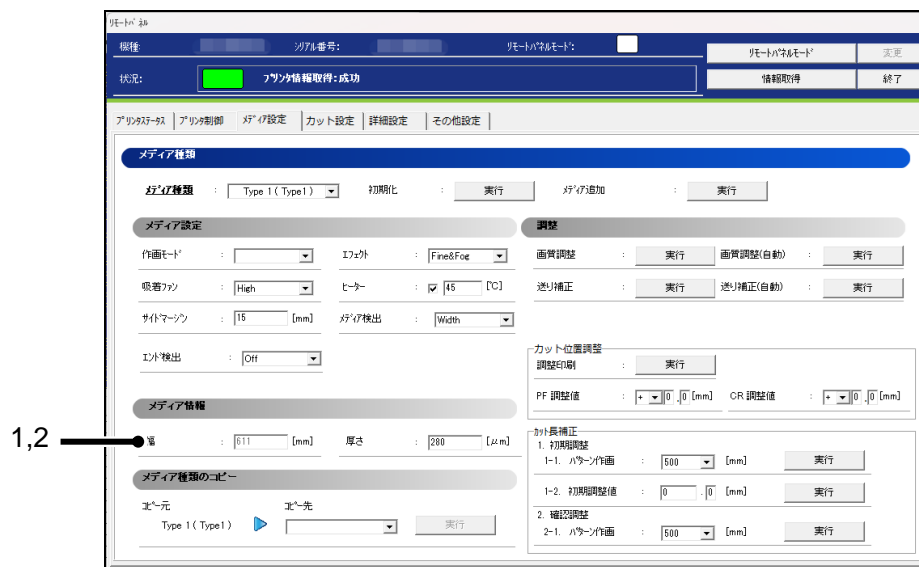 リモートパネル
機種: シリアル番号: リモートパネルモード:
リモートパネルモード 変更
状況: プリンタ情報取得:成功
情報取得 終了
プリンタステータス プリンタ制御 メディア設定 カット設定 詳細設定 その他設定
メディア種類
メディア種類 : Type 1 ( Type1 ) 初期化 : 実行 メディア追加 : 実行
メディア設定
作画モード : エフェクト : Fine&Fog
吸着ファン : High ヒーター : 45 [℃]
サイドマージン : 15 [mm] メディア検出 : Width
エンド検出 : Off
メディア情報
1,2 幅 : 611 [mm] 厚さ : 280 [μm]
メディア種類のコピー
コピー元 コピー先
Type 1 ( Type1 ) 実行
調整
画質調整 : 実行 画質調整(自動) : 実行
送り補正 : 実行 送り補正(自動) : 実行
カット位置調整
調整印刷 : 実行
PF 調整値 : + 0 .0 [mm] CR 調整値 : + 0 .0 [mm]
カット長補正
1. 初期調整
1-1. パターン作画 : 500 [mm] 実行
1-2. 初期調整値 : 0 .0 [mm] 実行
2. 確認調整
2-1. パターン作画 : 500 [mm] 実行